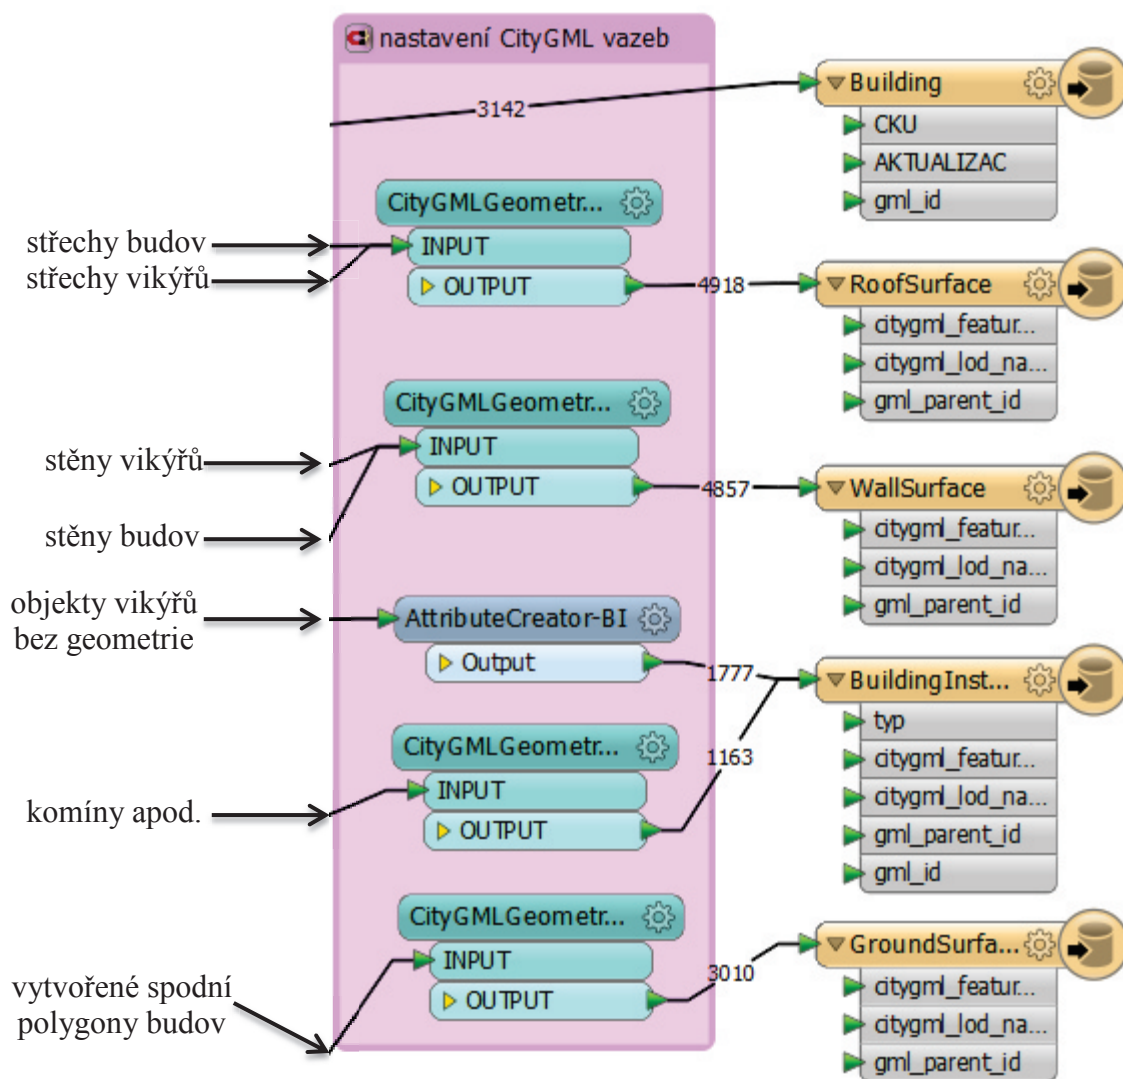 nastavení CityGML vazeb
3142
Building
CKU
AKTUALIZAC
gml_id
střechy budov
střechy vikýřů
CityGMLGeometr...
INPUT
OUTPUT
4918
RoofSurface
citygml_featur...
citygml_lod_na...
gml_parent_id
stěny vikýřů
stěny budov
CityGMLGeometr...
INPUT
OUTPUT
4857
WallSurface
citygml_featur...
citygml_lod_na...
gml_parent_id
objekty vikýřů
bez geometrie
AttributeCreator-BI
Output
1777
BuildingInst...
typ
citygml_featur...
citygml_lod_na...
gml_parent_id
gml_id
komíny apod.
CityGMLGeometr...
INPUT
OUTPUT
1163
vytvořené spodní
polygony budov
CityGMLGeometr...
INPUT
OUTPUT
3010
GroundSurfa...
citygml_featur...
citygml_lod_na...
gml_parent_id